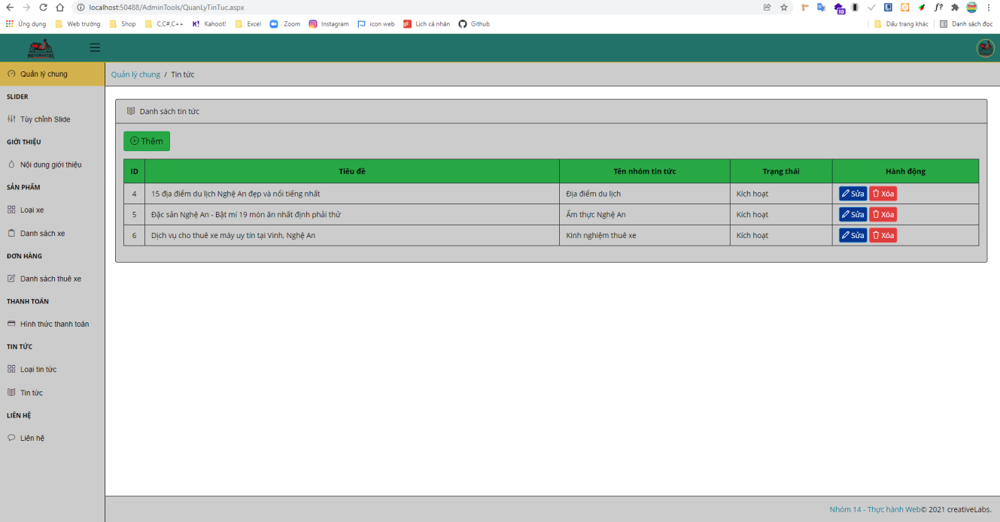 localhost:50488/AdminTools/QuanLyTinTuc.aspx
10
f?
Ứng dụng
Web trường
Shop
C,C#,C++
K! Kahoot!
Excel
Zoom
Instagram
icon web
Lịch cá nhân
Github
Dấu trang khác
Danh sách đọc
Quản lý chung
SLIDER
Tùy chỉnh Slide
GIỚI THIỆU
Nội dung giới thiệu
SẢN PHẨM
Loại xe
Danh sách xe
ĐƠN HÀNG
Danh sách thuê xe
THANH TOÁN
Hình thức thanh toán
TIN TỨC
Loại tin tức
Tin tức
LIÊN HỆ
Liên hệ
Quản lý chung / Tin tức
Danh sách tin tức
Thêm
ID Tiêu đề Tên nhóm tin tức Trạng thái Hành động
4 15 địa điểm du lịch Nghệ An đẹp và nổi tiếng nhất Địa điểm du lịch Kích hoạt Sửa Xóa
5 Đặc sản Nghệ An - Bật mí 19 món ăn nhất định phải thử Ẩm thực Nghệ An Kích hoạt Sửa Xóa
6 Dịch vụ cho thuê xe máy uy tín tại Vinh, Nghệ An Kinh nghiệm thuê xe Kích hoạt Sửa Xóa
Nhóm 14 - Thực hành Web© 2021 creativeLabs.